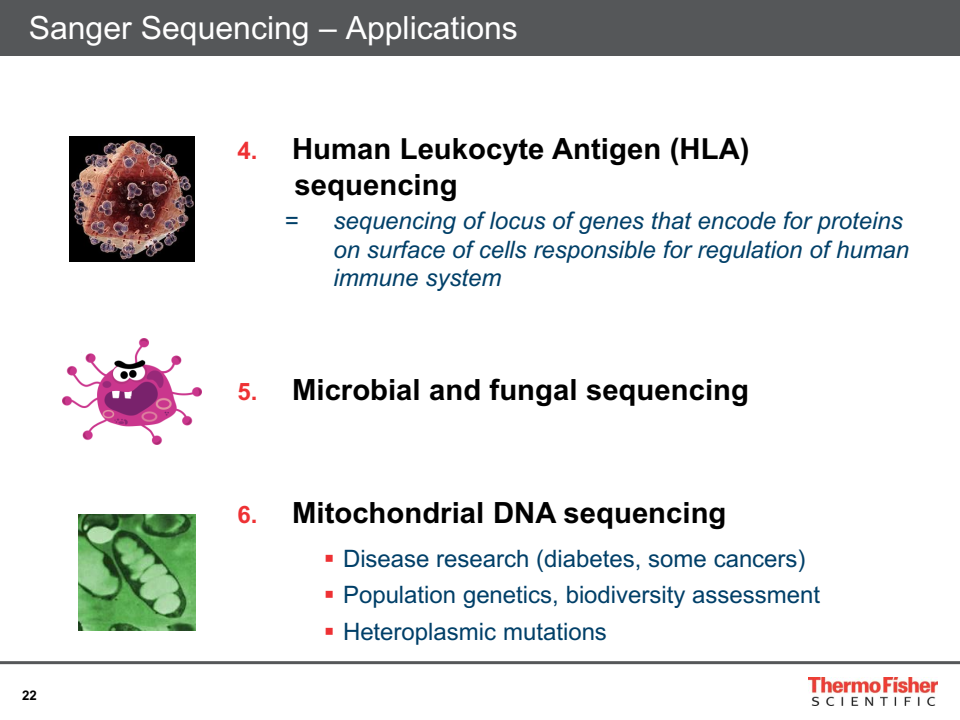 Sanger Sequencing – Applications
4. Human Leukocyte Antigen (HLA)
sequencing
= sequencing of locus of genes that encode for proteins
on surface of cells responsible for regulation of human
immune system
5. Microbial and fungal sequencing
6. Mitochondrial DNA sequencing
▪ Disease research (diabetes, some cancers)
▪ Population genetics, biodiversity assessment
▪ Heteroplasmic mutations
22
ThermoFisher
SCIENTIFIC